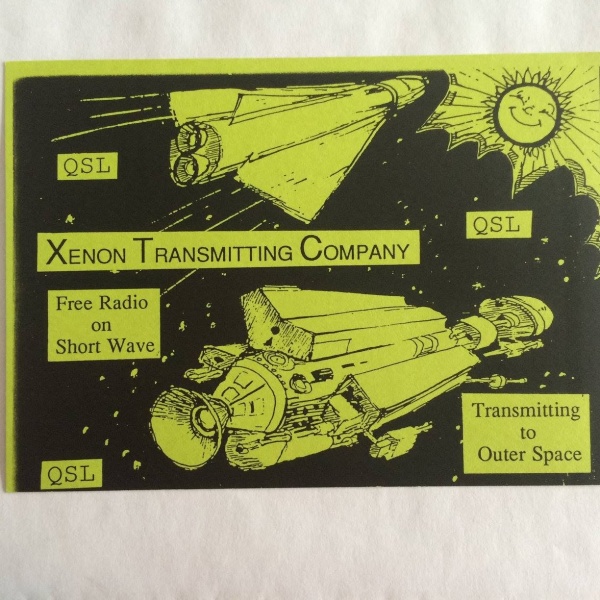 QSL
QSL
Xenon Transmitting Company
Free Radio
on
Short Wave
Transmitting
to
Outer Space
QSL